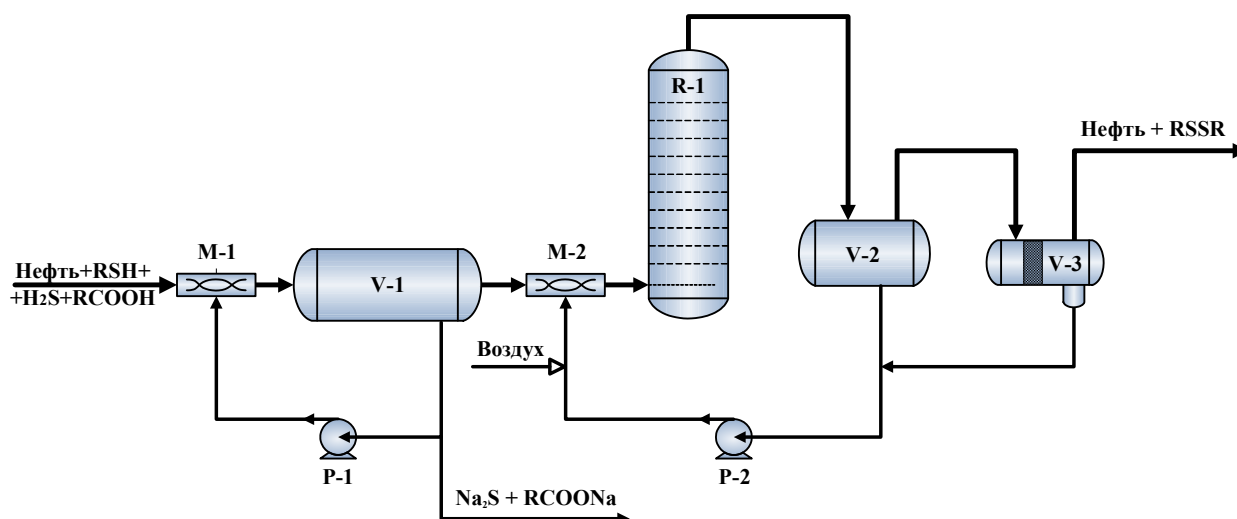 R-1
Нефть + RSSR
M-1
M-2
V-2
V-3
Нефть+RSH+
+H2S+RCOOH
V-1
Воздух
P-1
P-2
Na₂S + RCOONa